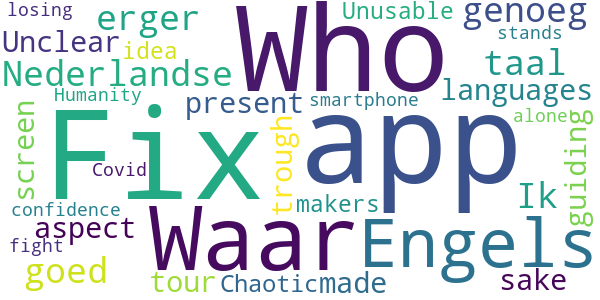 losing
Who
Unusable
genoeg
erger
stands
Unclear
idea
taal
Nederlandse
languages
Humanity
present
smartphone
app
alone
Fix
screen
trough
guiding
Covid
Ik
makers
confidence
Waar
Engels
aspect
fight
goed
tour
Chaotic
made
sake